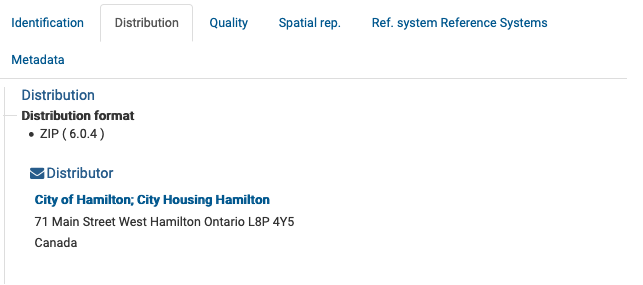 Identification Distribution Quality Spatial rep. Ref. system Reference Systems
Metadata
Distribution
Distribution format
• ZIP ( 6.0.4 )
Distributor
City of Hamilton; City Housing Hamilton
71 Main Street West Hamilton Ontario L8P 4Y5
Canada